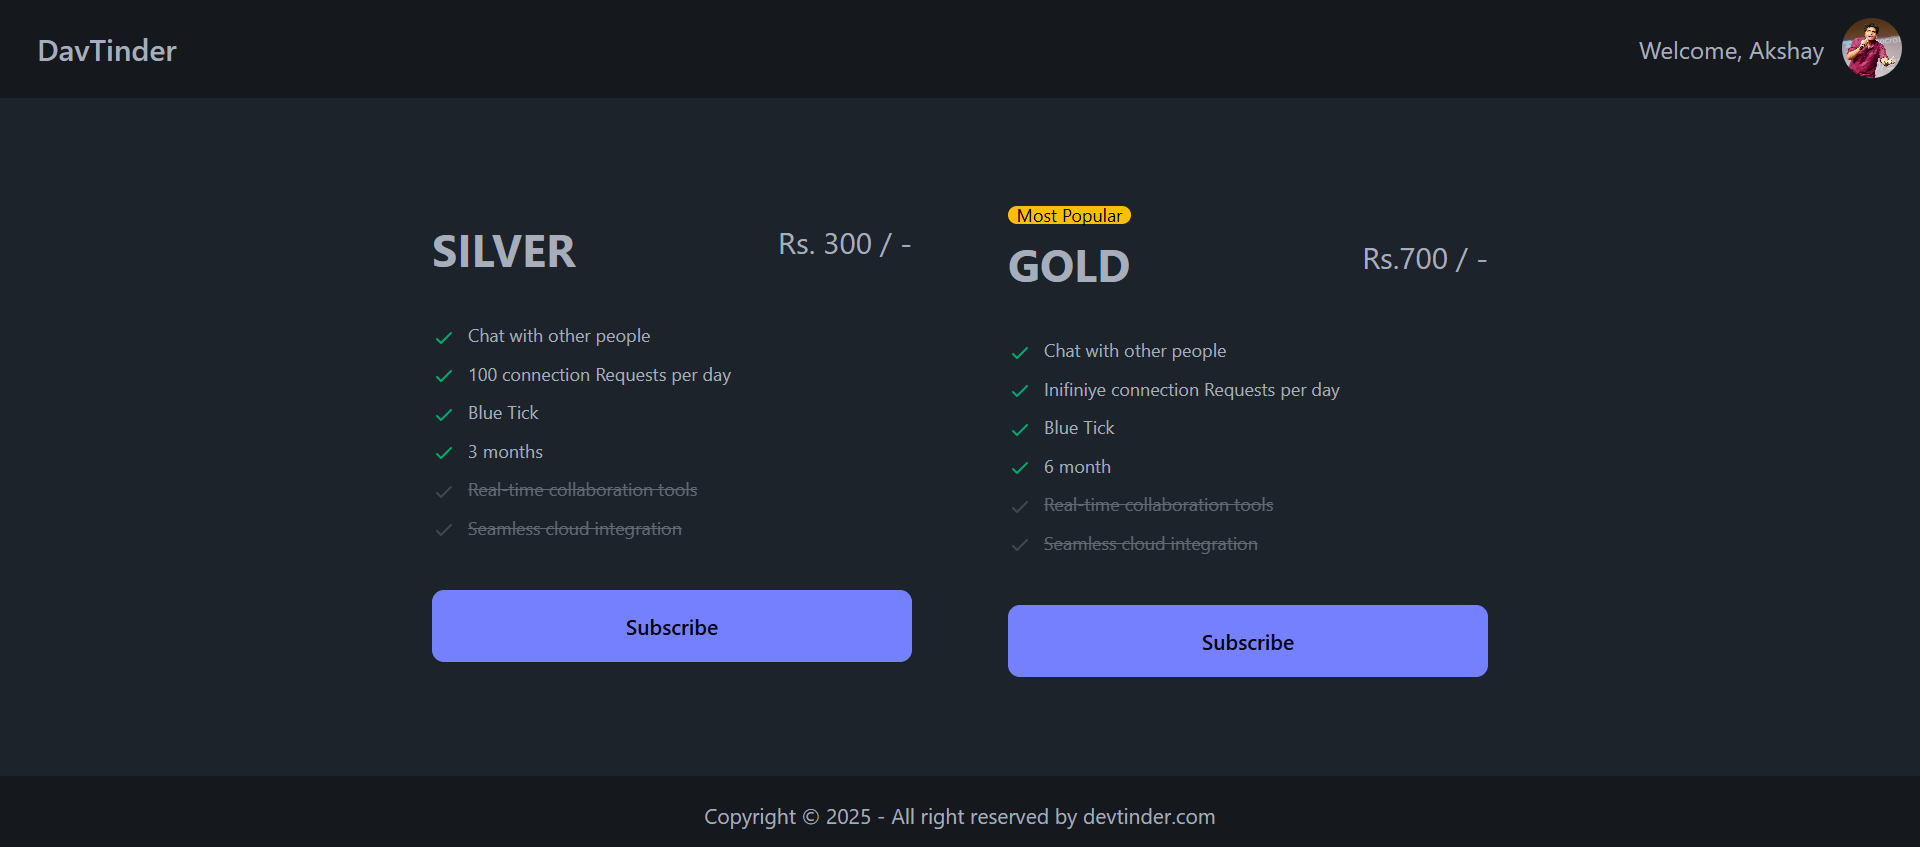 DavTinder
Welcome, Akshay
SILVER
Rs. 300 / -
Chat with other people
100 connection Requests per day
Blue Tick
3 months
Real-time collaboration tools
Seamless cloud integration
Subscribe
Most Popular
GOLD
Rs.700 / -
Chat with other people
Inifiniye connection Requests per day
Blue Tick
6 month
Real-time collaboration tools
Seamless cloud integration
Subscribe
Copyright © 2025 - All right reserved by devtinder.com